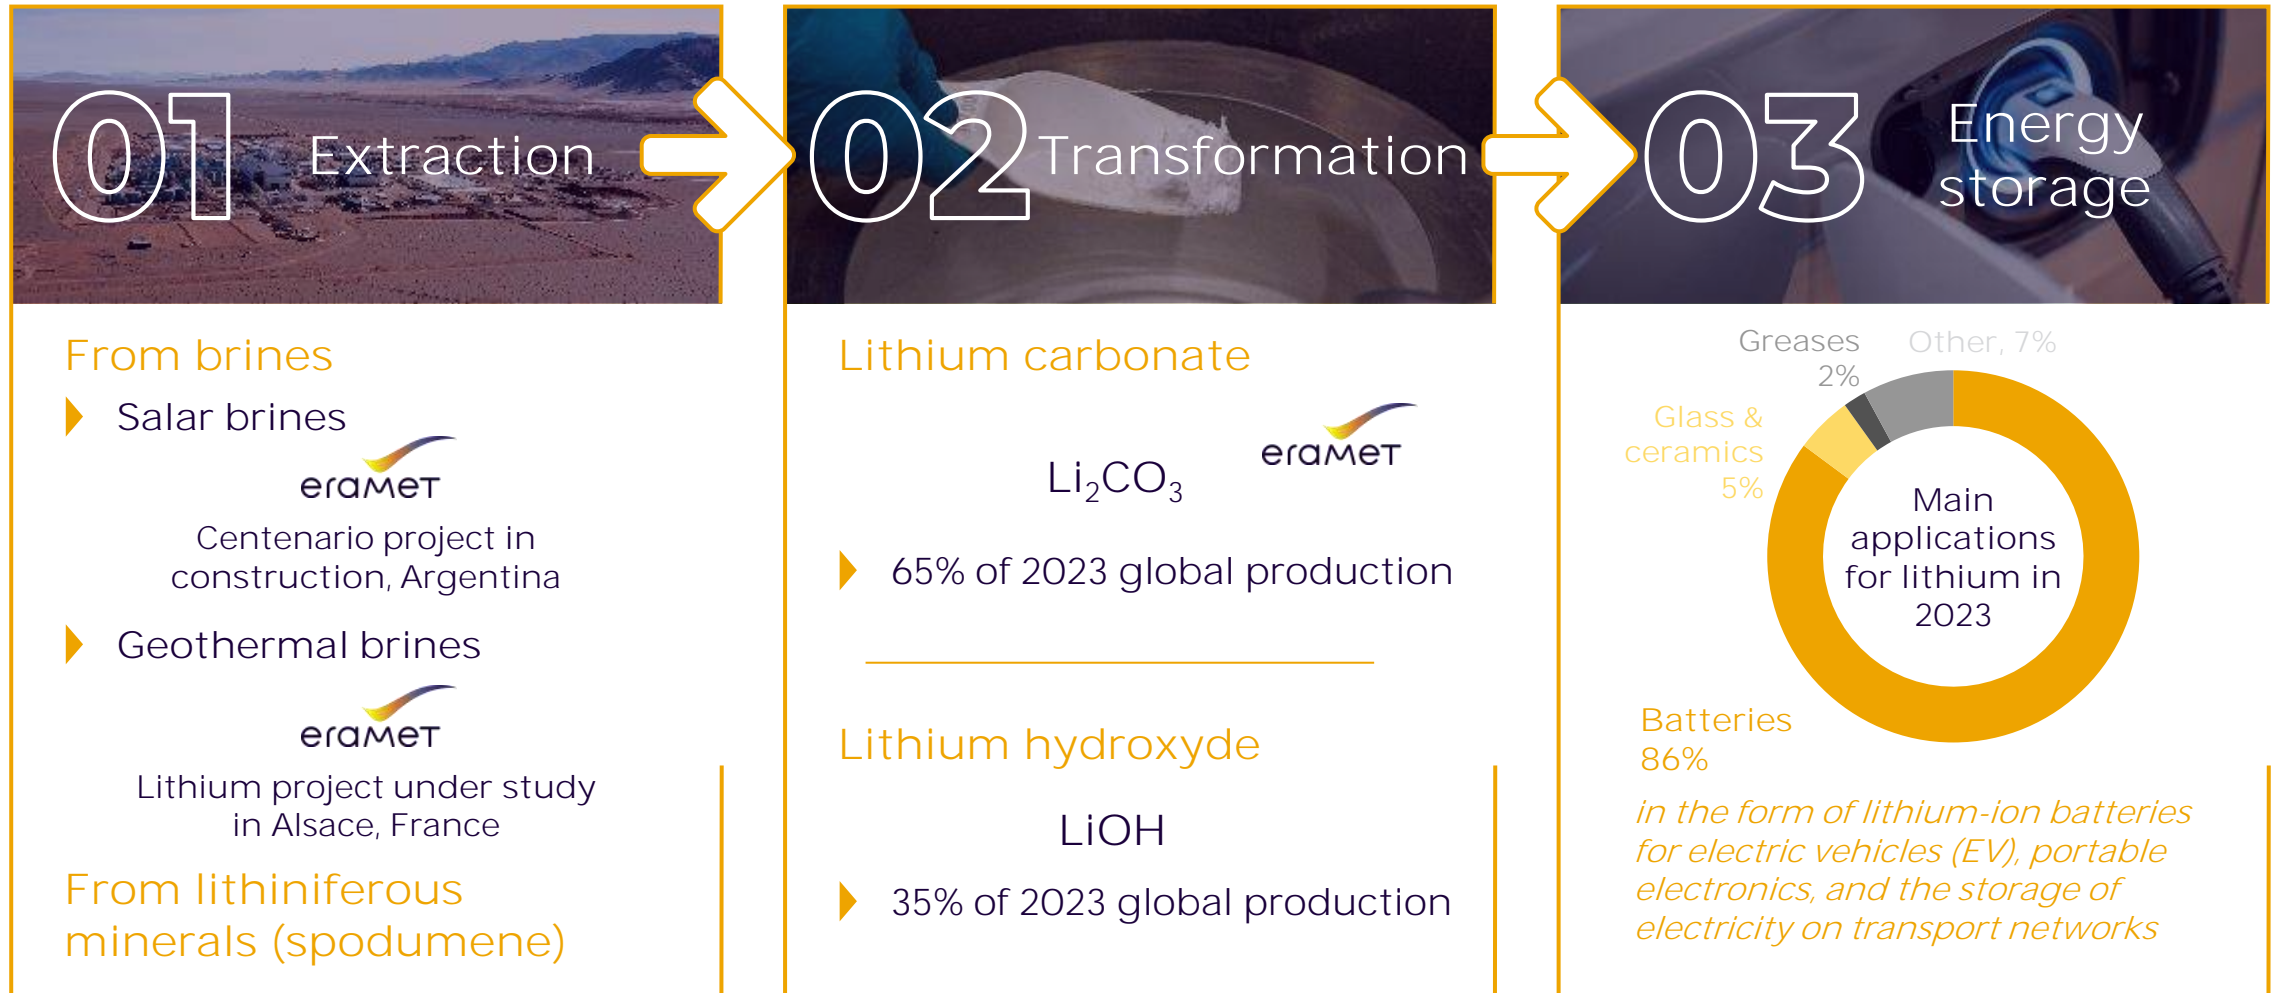 01
Extraction
From brines
Salar brines
eramet
Centenario project in
construction, Argentina
Geothermal brines
eramet
Lithium project under study
in Alsace, France
From lithiniferous
minerals (spodumene)
02
Transformation
Lithium carbonate
Li₂CO₃
eramet
65% of 2023 global production
Lithium hydroxyde
LiOH
35% of 2023 global production
03
Energy
storage
Greases
2%
Other, 7%
Glass &
ceramics
5%
Main
applications
for lithium in
2023
Batteries
86%
in the form of lithium-ion batteries
for electric vehicles (EV), portable
electronics, and the storage of
electricity on transport networks